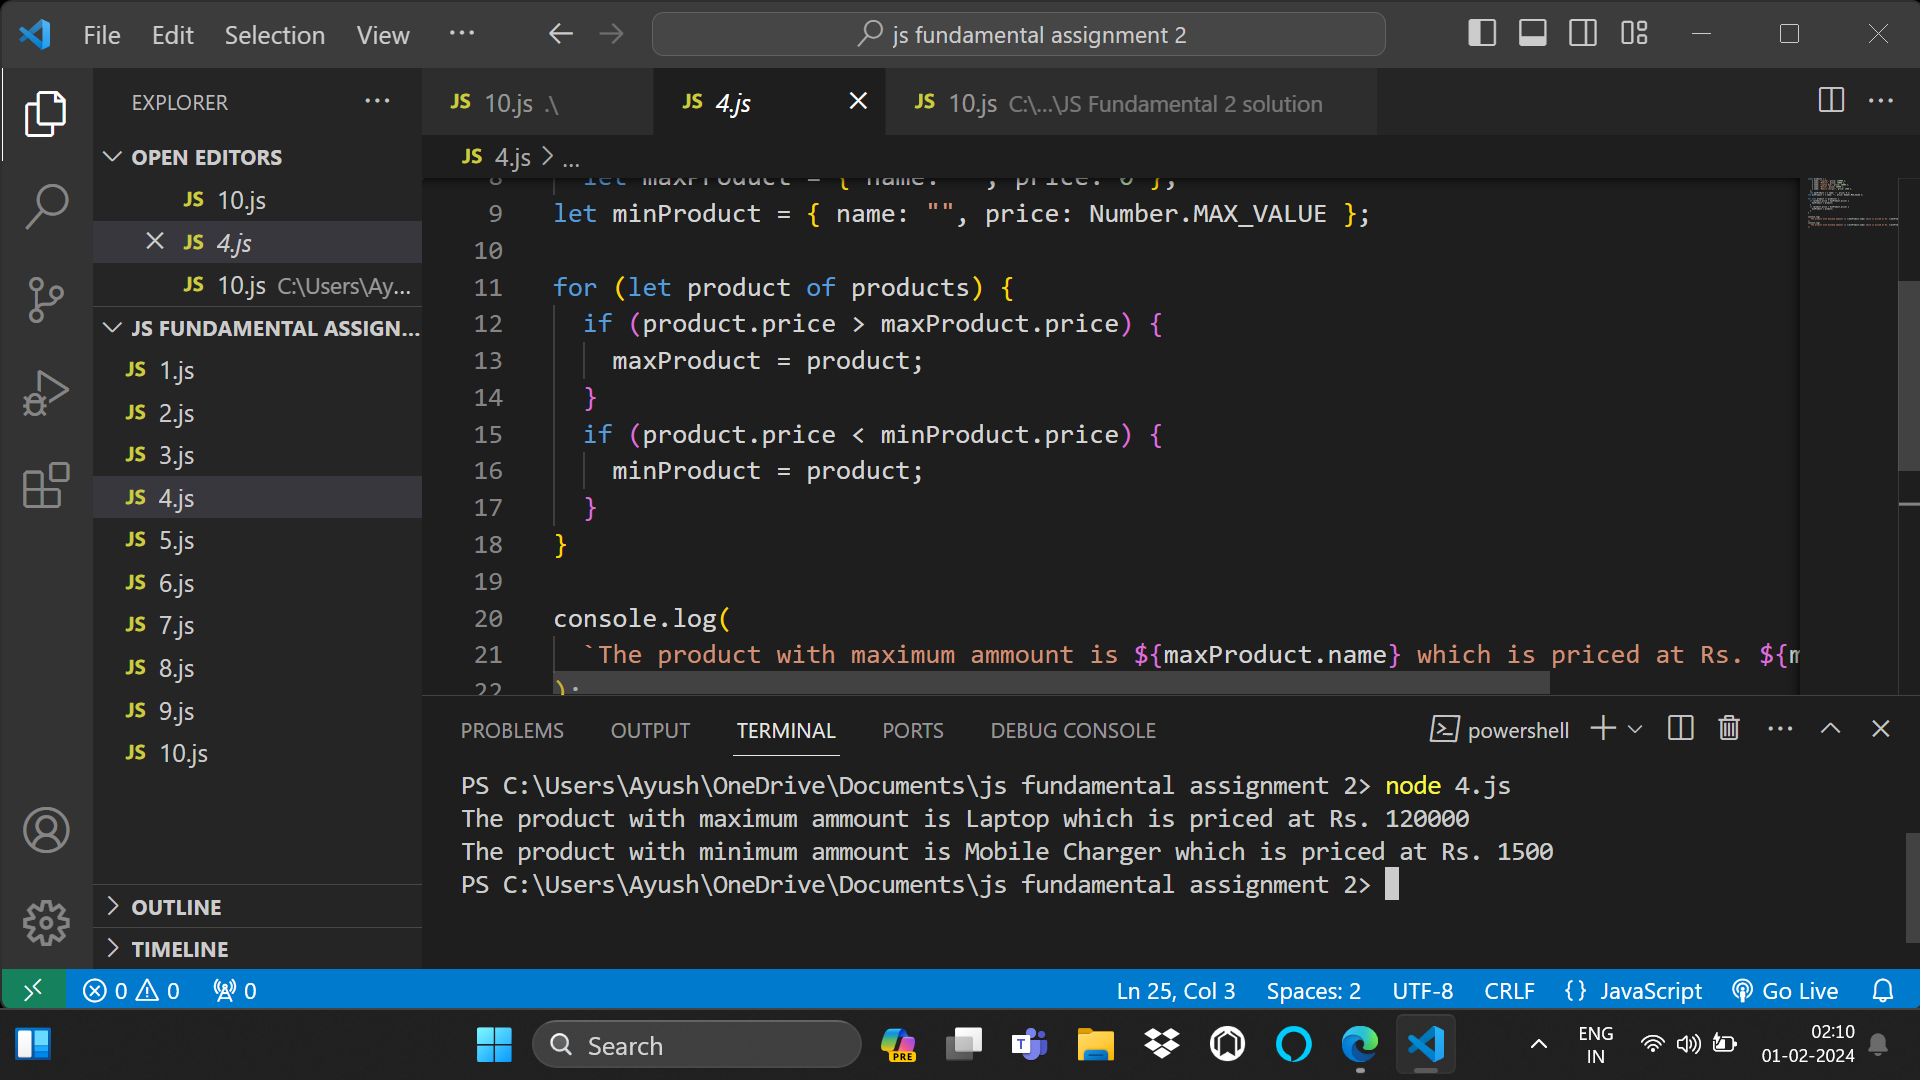 File Edit Selection View ... js fundamental assignment 2
EXPLORER ...
OPEN EDITORS
JS 10.js
JS 4.js
JS 10.js C:\Users\Ay...
JS FUNDAMENTAL ASSIGN...
JS 1.js
JS 2.js
JS 3.js
JS 4.js
JS 5.js
JS 6.js
JS 7.js
JS 8.js
JS 9.js
JS 10.js
OUTLINE
TIMELINE
JS 10.js .\ JS 4.js JS 10.js C:\...\JS Fundamental 2 solution
JS 4.js > ...
8 let maxProduct = { name: "", price: 0 };
9 let minProduct = { name: "", price: Number.MAX_VALUE };
10
11 for (let product of products) {
12 if (product.price > maxProduct.price) {
13 maxProduct = product;
14 }
15 if (product.price < minProduct.price) {
16 minProduct = product;
17 }
18 }
19
20 console.log(
21 `The product with maximum ammount is ${maxProduct.name} which is priced at Rs. ${m
22 );
PROBLEMS OUTPUT TERMINAL PORTS DEBUG CONSOLE powershell
PS C:\Users\Ayush\OneDrive\Documents\js fundamental assignment 2> node 4.js
The product with maximum ammount is Laptop which is priced at Rs. 120000
The product with minimum ammount is Mobile Charger which is priced at Rs. 1500
PS C:\Users\Ayush\OneDrive\Documents\js fundamental assignment 2>
0 0 0 Ln 25, Col 3 Spaces: 2 UTF-8 CRLF {} JavaScript Go Live
Search PRE ENG IN 02:10
01-02-2024